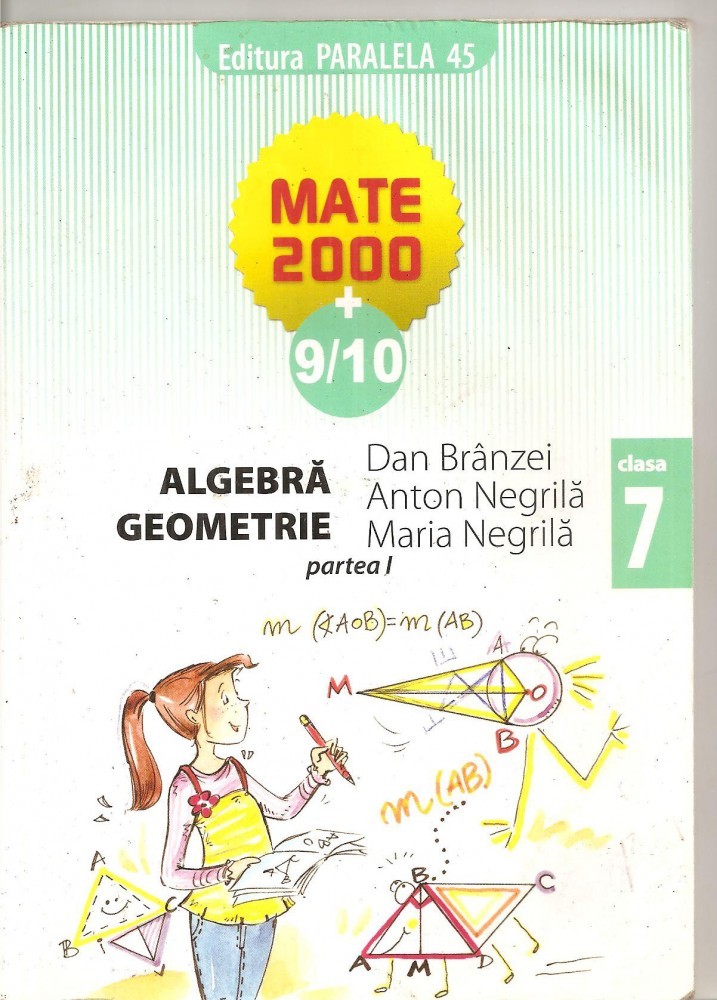 Editura PARALELA 45
MATE
2000
+
9/10
ALGEBRĂ
GEOMETRIE
partea I
Dan Brânzei
Anton Negrilă
Maria Negrilă
clasa
7
m (∢AOB)=m (AB)
A
M
O
B
m(AB)
A
B
C
B
C
A
M
D